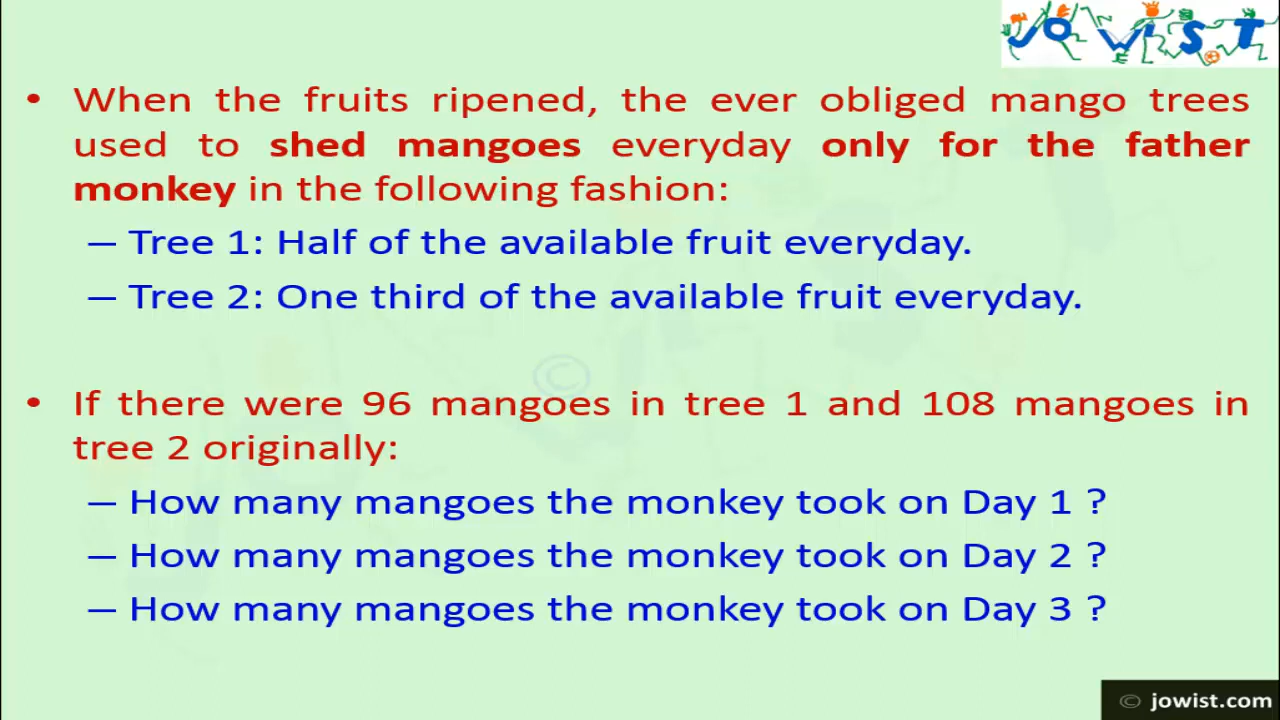 JOWIST
• When the fruits ripened, the ever obliged mango trees
used to shed mangoes everyday only for the father
monkey in the following fashion:
– Tree 1: Half of the available fruit everyday.
– Tree 2: One third of the available fruit everyday.
©
• If there were 96 mangoes in tree 1 and 108 mangoes in
tree 2 originally:
– How many mangoes the monkey took on Day 1 ?
– How many mangoes the monkey took on Day 2 ?
– How many mangoes the monkey took on Day 3 ?
© jowist.com